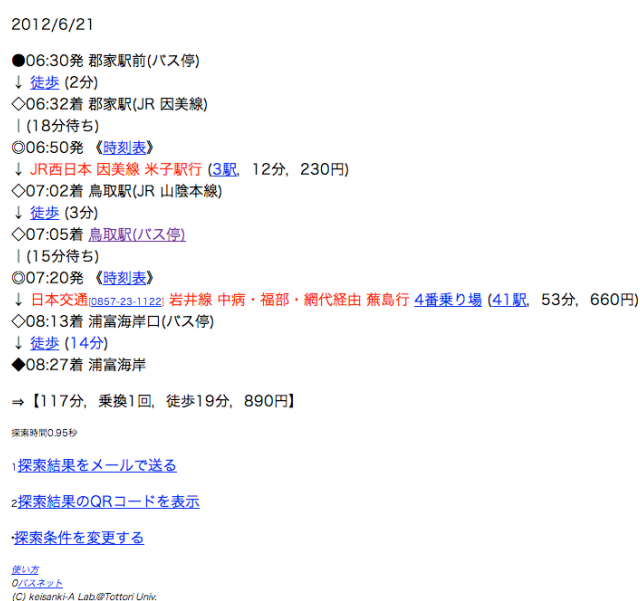 2012/6/21
●06:30発 郡家駅前(バス停)
↓ 徒歩 (2分)
◇06:32着 郡家駅(JR 因美線)
｜(18分待ち)
◎06:50発 《時刻表》
↓ JR西日本 因美線 米子駅行 (3駅, 12分, 230円)
◇07:02着 鳥取駅(JR 山陰本線)
↓ 徒歩 (3分)
◇07:05着 鳥取駅(バス停)
｜(15分待ち)
◎07:20発 《時刻表》
↓ 日本交通[0857-23-1122] 岩井線 中病・福部・網代経由 蕪島行 4番乗り場 (41駅, 53分, 660円)
◇08:13着 浦富海岸口(バス停)
↓ 徒歩 (14分)
◆08:27着 浦富海岸
⇒【117分, 乗換1回, 徒歩19分, 890円】
探索時間0.95秒
1探索結果をメールで送る
2探索結果のQRコードを表示
*探索条件を変更する
使い方
0バスネット
(C) keisanki-A Lab.@Tottori Univ.